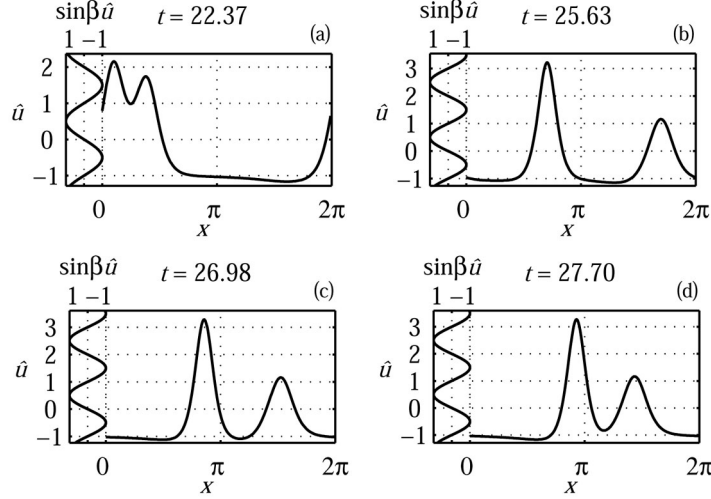 sinβû t = 22.37 (a)
1 −1
2
1
û
0
−1
0 π 2π
x
sinβû t = 25.63 (b)
1 −1
3
2
û 1
0
−1
0 π 2π
x
sinβû t = 26.98 (c)
1 −1
3
2
û 1
0
−1
0 π 2π
x
sinβû t = 27.70 (d)
1 −1
3
2
û 1
0
−1
0 π 2π
x